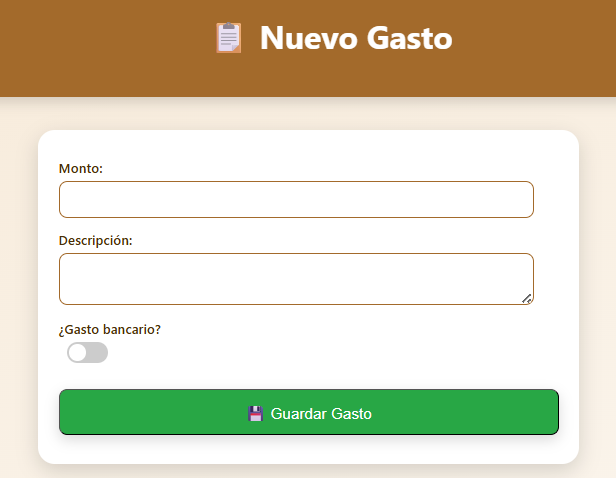 Nuevo Gasto
Monto:
Descripción:
¿Gasto bancario?
Guardar Gasto